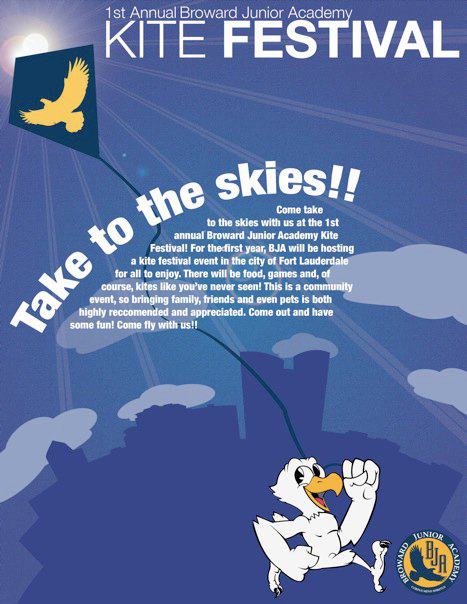 1st Annual Broward Junior Academy
KITE FESTIVAL
Take to the skies!!
Come take
to the skies with us at the 1st
annual Broward Junior Academy Kite
Festival! For the first year, BJA will be hosting
a kite festival event in the city of Fort Lauderdale
for all to enjoy. There will be food, games and, of
course, kites like you've never seen! This is a community
event, so bringing family, friends and even pets is both
highly reccomended and appreciated. Come out and have
some fun! Come fly with us!!
BROWARD JUNIOR ACADEMY
BJA